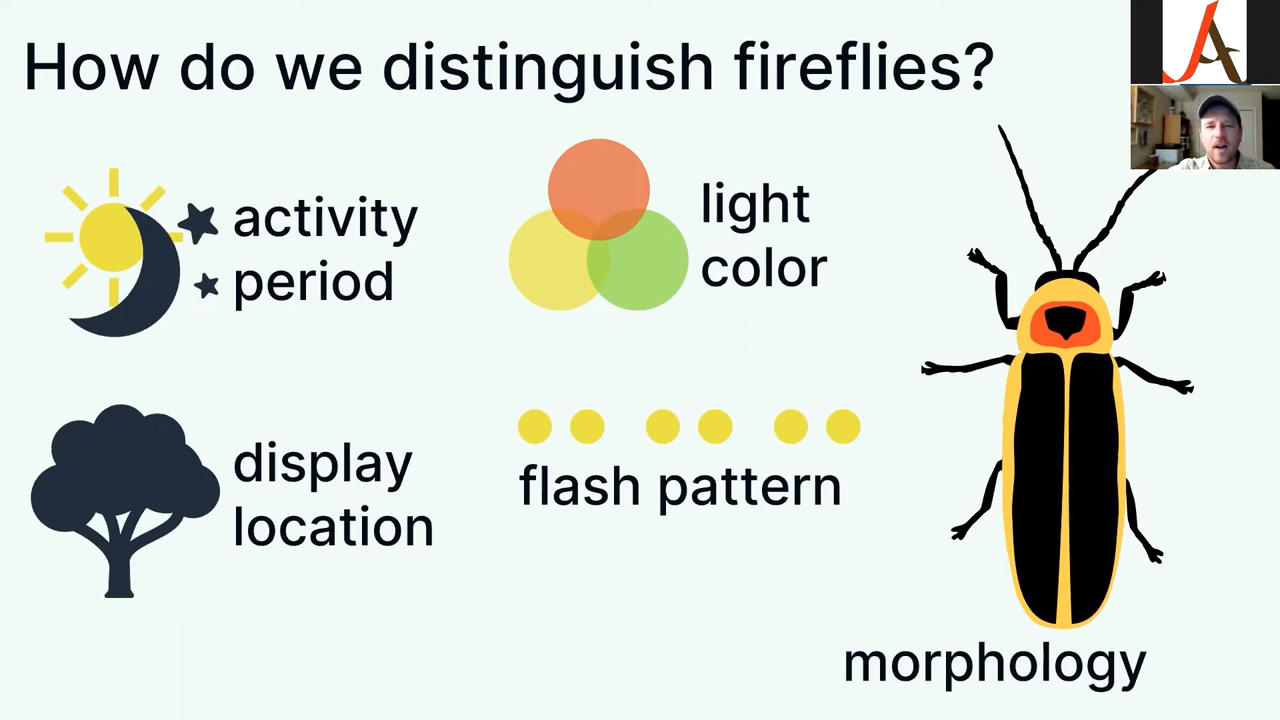 How do we distinguish fireflies?
activity
period
light
color
display
location
flash pattern
morphology